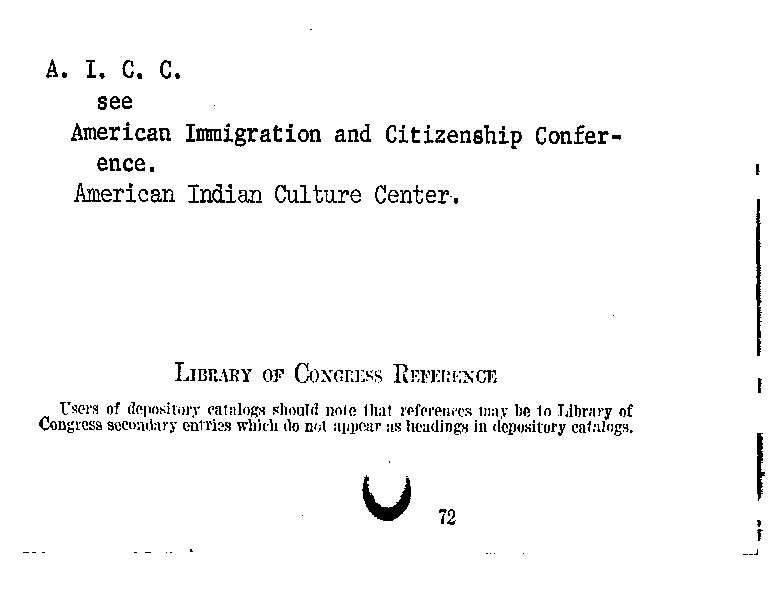 A. I. C. C.
see
American Immigration and Citizenship Confer-
ence.
American Indian Culture Center.
LIBRARY OF CONGRESS REFERENCE
Users of depository catalogs should note that references may be to Library of
Congress secondary entries which do not appear as headings in depository catalogs.
72